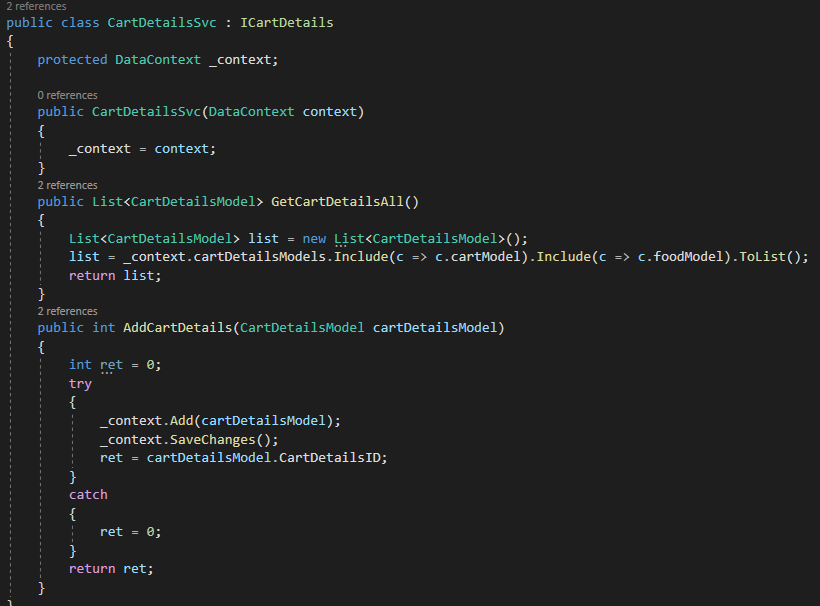 2 references
public class CartDetailsSvc : ICartDetails
{
    protected DataContext _context;
    0 references
    public CartDetailsSvc(DataContext context)
    {
        _context = context;
    }
    2 references
    public List<CartDetailsModel> GetCartDetailsAll()
    {
        List<CartDetailsModel> list = new List<CartDetailsModel>();
        list = _context.cartDetailsModels.Include(c => c.cartModel).Include(c => c.foodModel).ToList();
        return list;
    }
    2 references
    public int AddCartDetails(CartDetailsModel cartDetailsModel)
    {
        int ret = 0;
        try
        {
            _context.Add(cartDetailsModel);
            _context.SaveChanges();
            ret = cartDetailsModel.CartDetailsID;
        }
        catch
        {
            ret = 0;
        }
        return ret;
    }
}